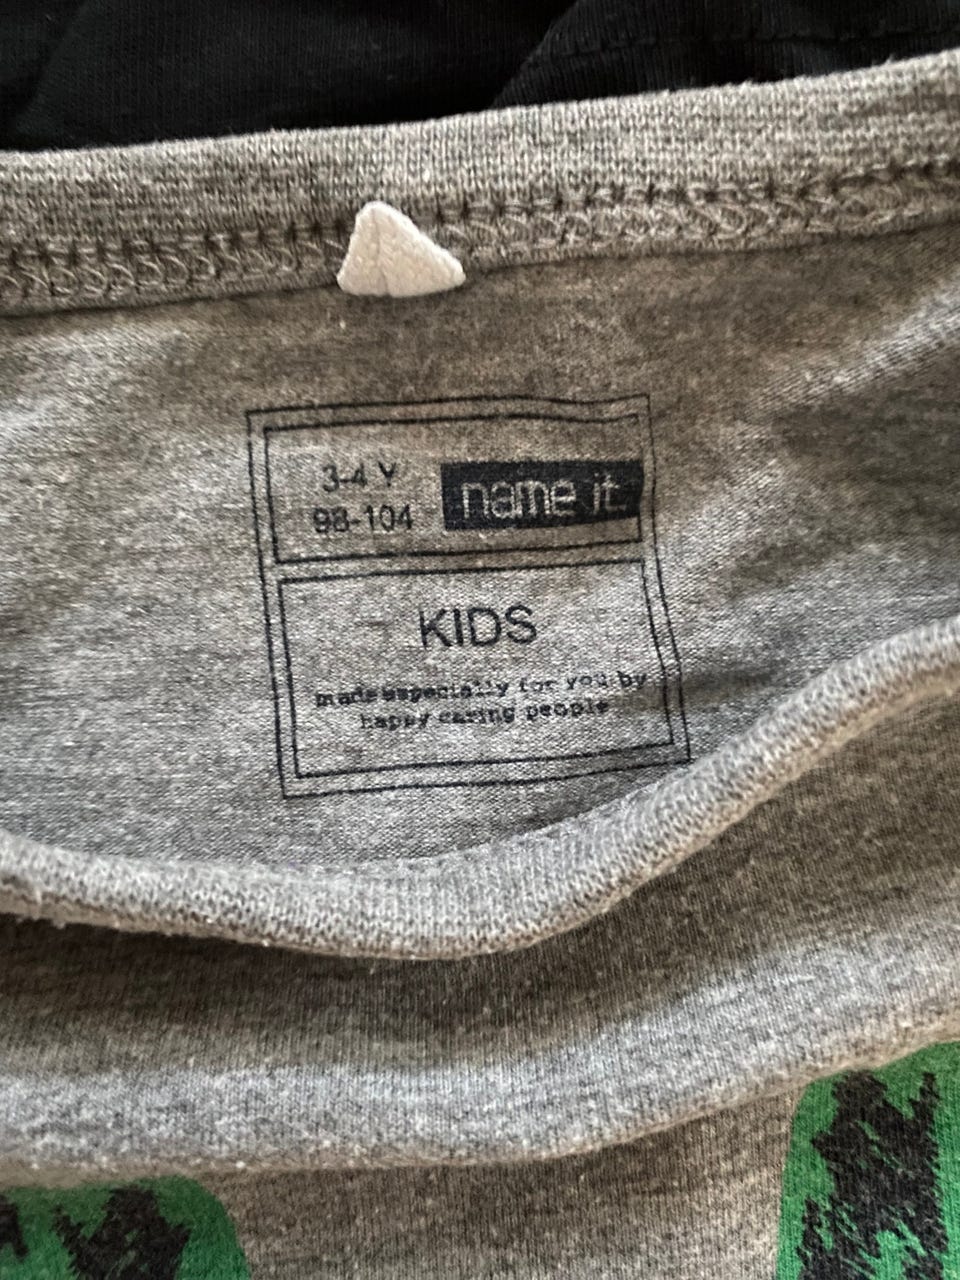 3-4 Y
98-104
name it
KIDS
made especially for you by
happy caring people